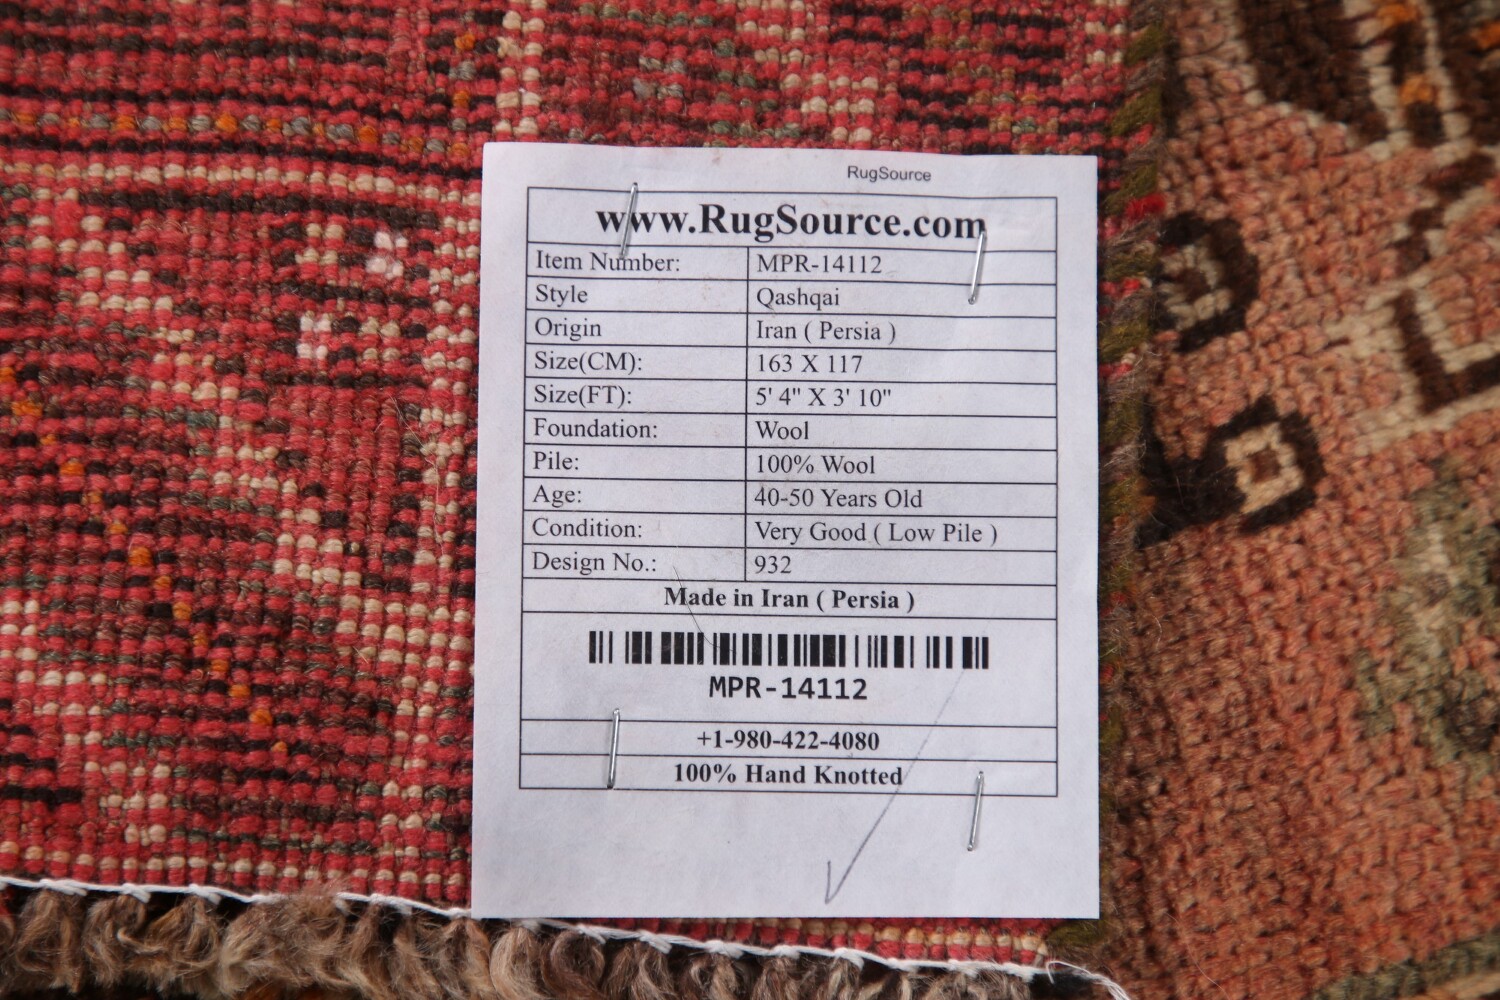 RugSource
www.RugSource.com
Item Number: MPR-14112
Style Qashqai
Origin Iran ( Persia )
Size(CM): 163 X 117
Size(FT): 5' 4" X 3' 10"
Foundation: Wool
Pile: 100% Wool
Age: 40-50 Years Old
Condition: Very Good ( Low Pile )
Design No.: 932
Made in Iran ( Persia )
MPR-14112
+1-980-422-4080
100% Hand Knotted